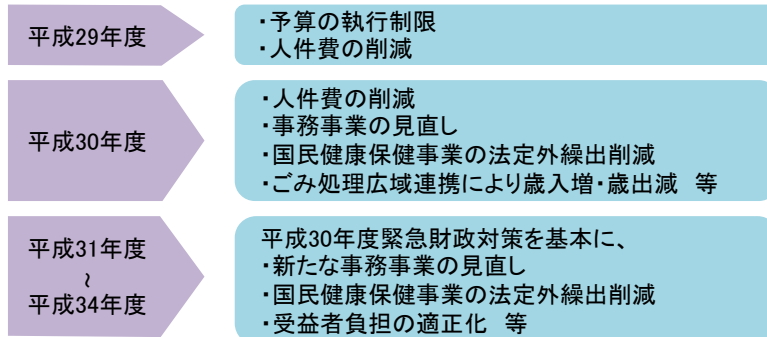 平成29年度
・予算の執行制限
・人件費の削減
平成30年度
・人件費の削減
・事務事業の見直し
・国民健康保健事業の法定外繰出削減
・ごみ処理広域連携により歳入増・歳出減 等
平成31年度
~
平成34年度
平成30年度緊急財政対策を基本に、
・新たな事務事業の見直し
・国民健康保健事業の法定外繰出削減
・受益者負担の適正化 等